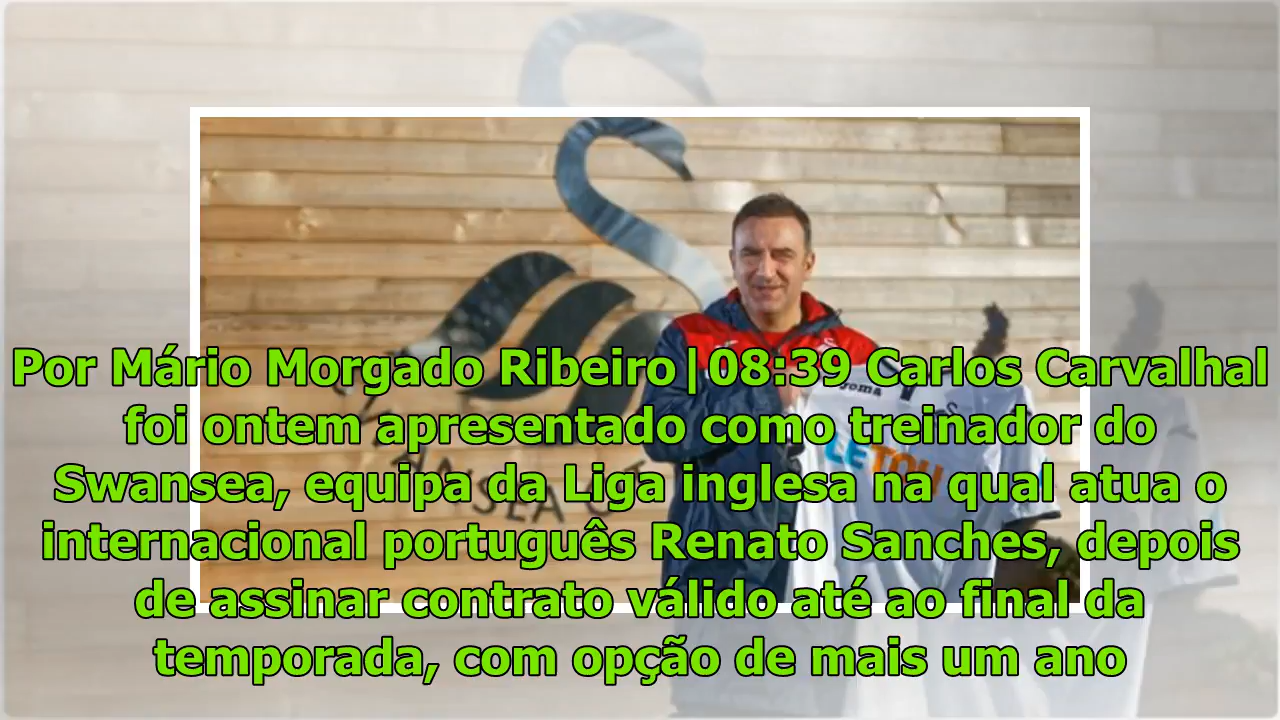 Por Mário Morgado Ribeiro|08:39 Carlos Carvalhal
foi ontem apresentado como treinador do
Swansea, equipa da Liga inglesa na qual atua o
internacional português Renato Sanches, depois
de assinar contrato válido até ao final da
temporada, com opção de mais um ano
Joma
LETOU